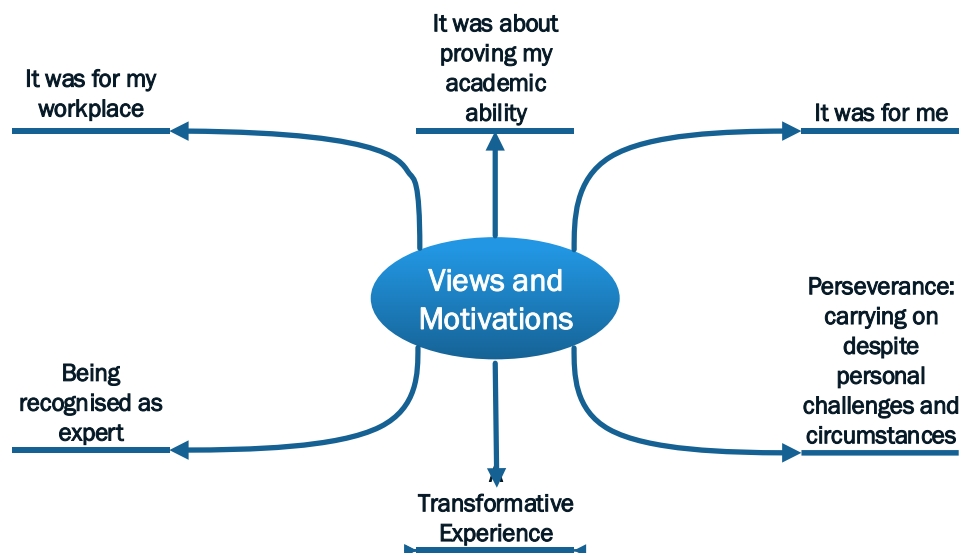 It was about
proving my
academic
ability
It was for my
workplace
It was for me
Views and
Motivations
Perseverance:
carrying on
despite
personal
challenges and
circumstances
Being
recognised as
expert
A
Transformative
Experience